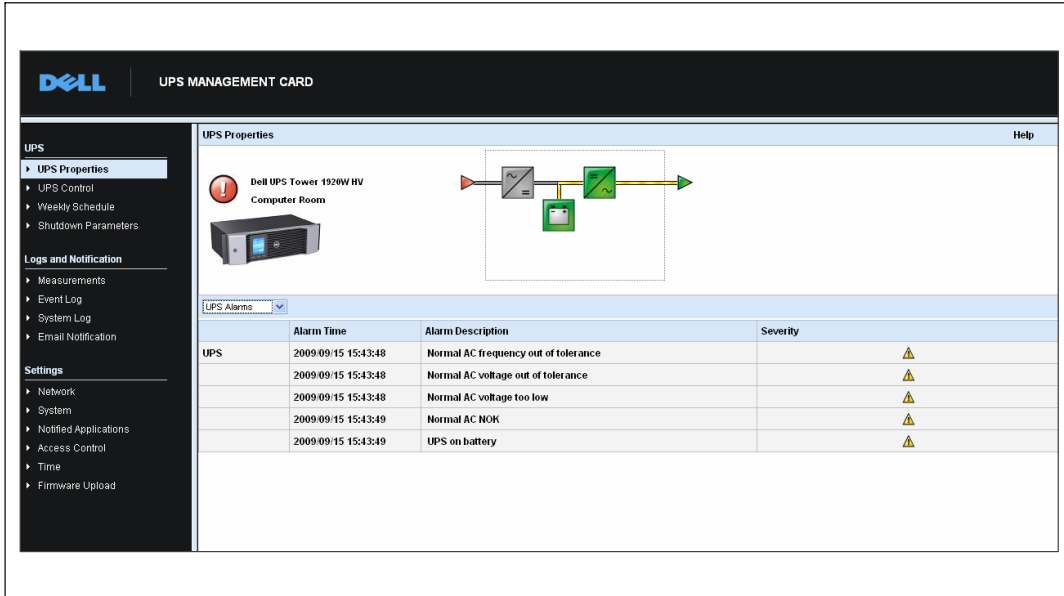 DELL
UPS MANAGEMENT CARD
UPS
UPS Properties
UPS Control
Weekly Schedule
Shutdown Parameters
Logs and Notification
Measurements
Event Log
System Log
Email Notification
Settings
Network
System
Notified Applications
Access Control
Time
Firmware Upload
UPS Properties Help
Dell UPS Tower 1920W HV
Computer Room
UPS Alarms
Alarm Time Alarm Description Severity
UPS 2009/09/15 15:43:48 Normal AC frequency out of tolerance
2009/09/15 15:43:48 Normal AC voltage out of tolerance
2009/09/15 15:43:48 Normal AC voltage too low
2009/09/15 15:43:49 Normal AC NOK
2009/09/15 15:43:49 UPS on battery